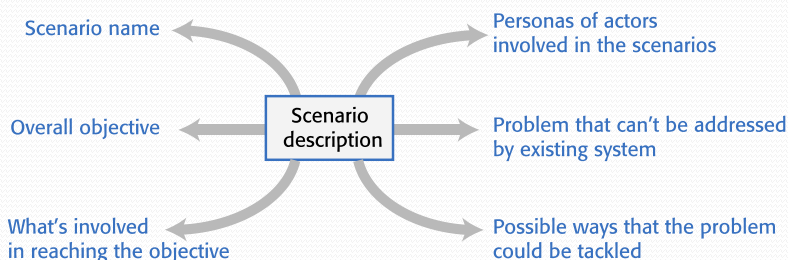 Scenario name
Personas of actors
involved in the scenarios
Scenario
description
Overall objective
Problem that can't be addressed
by existing system
What's involved
in reaching the objective
Possible ways that the problem
could be tackled